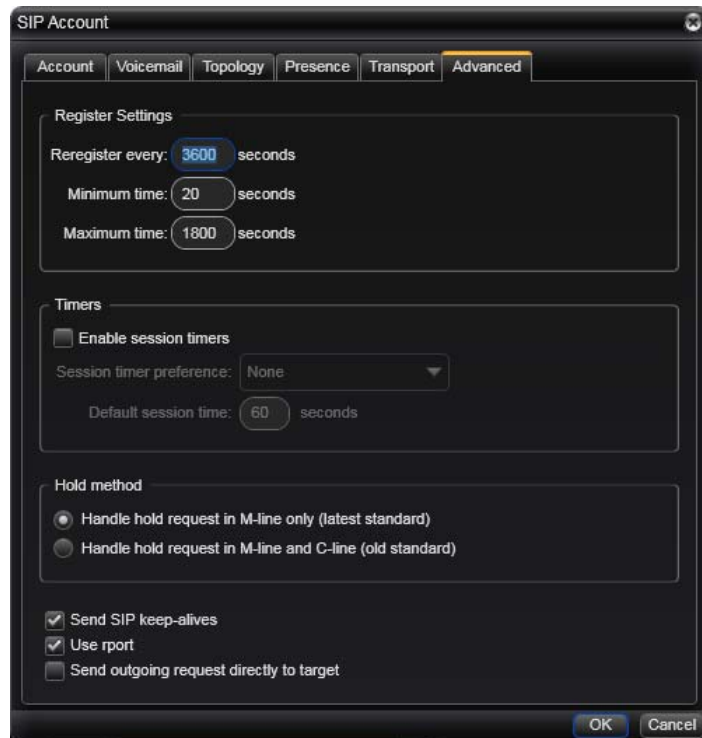 SIP Account
Account Voicemail Topology Presence Transport Advanced
Register Settings
Reregister every: 3600 seconds
Minimum time: 20 seconds
Maximum time: 1800 seconds
Timers
Enable session timers
Session timer preference: None
Default session time: 60 seconds
Hold method
Handle hold request in M-line only (latest standard)
Handle hold request in M-line and C-line (old standard)
Send SIP keep-alives
Use rport
Send outgoing request directly to target
OK Cancel